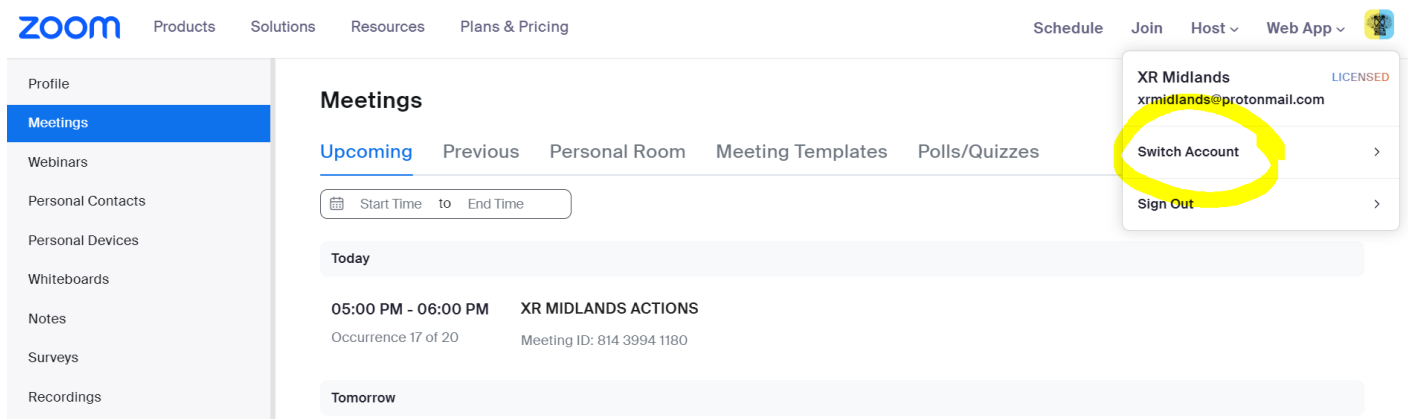 zoom Products Solutions Resources Plans & Pricing Schedule Join Host Web App
Profile
Meetings
Webinars
Personal Contacts
Personal Devices
Whiteboards
Notes
Surveys
Recordings
Meetings
Upcoming Previous Personal Room Meeting Templates Polls/Quizzes
Start Time to End Time
Today
05:00 PM - 06:00 PM XR MIDLANDS ACTIONS
Occurrence 17 of 20 Meeting ID: 814 3994 1180
Tomorrow
XR Midlands LICENSED
xrmidlands@protonmail.com
Switch Account
Sign Out